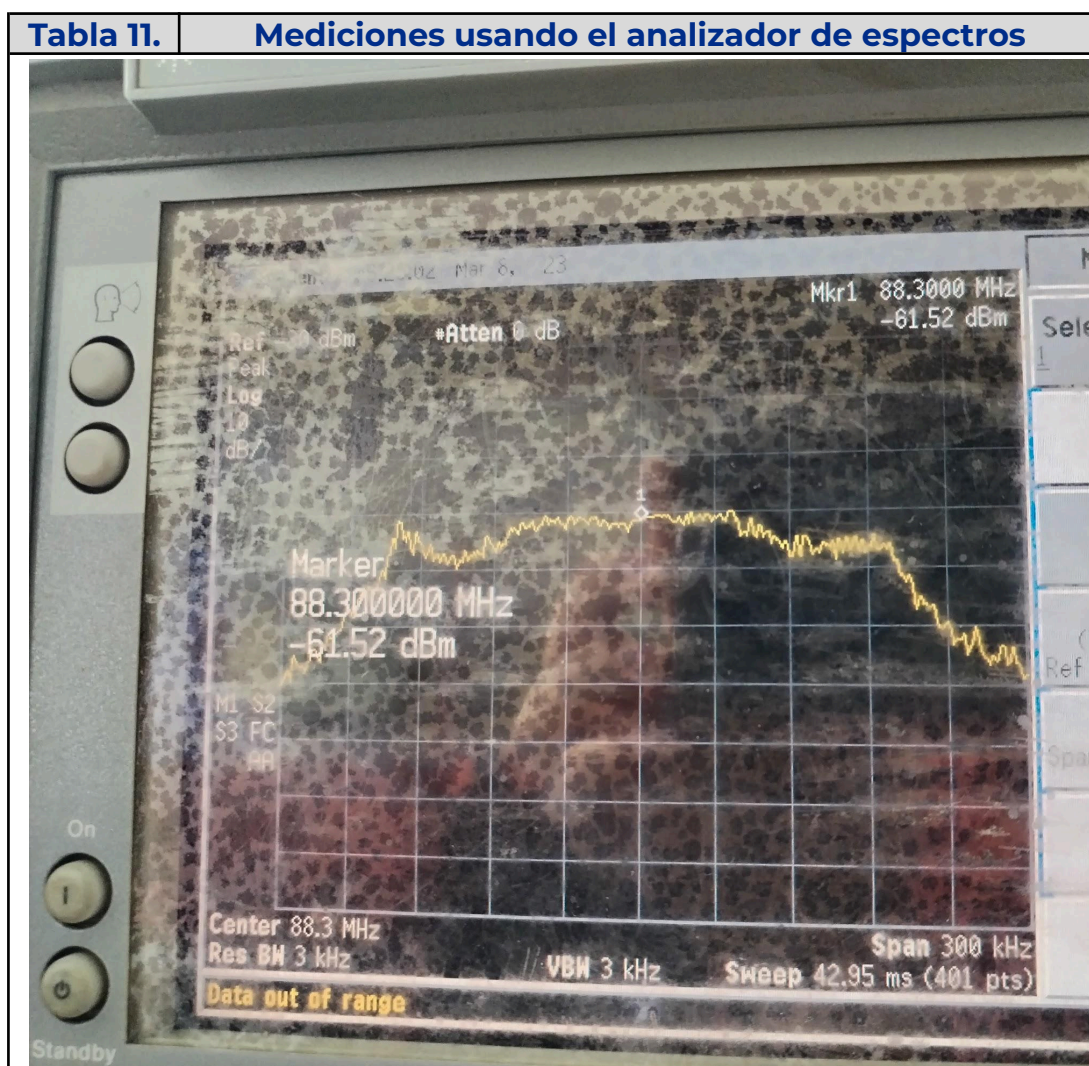 Tabla 11. Mediciones usando el analizador de espectros
Mar 8, 23
Mkr1 88.3000 MHz
-61.52 dBm
Ref dBm #Atten 0 dB
Peak
Log
10
dB/
1
1
Marker
88.300000 MHz
-61.52 dBm
Ref
M1 S2
S3 FC
AA
On
Center 88.3 MHz Span 300 kHz
Res BW 3 kHz VBW 3 kHz Sweep 42.95 ms (401 pts)
Data out of range
Standby